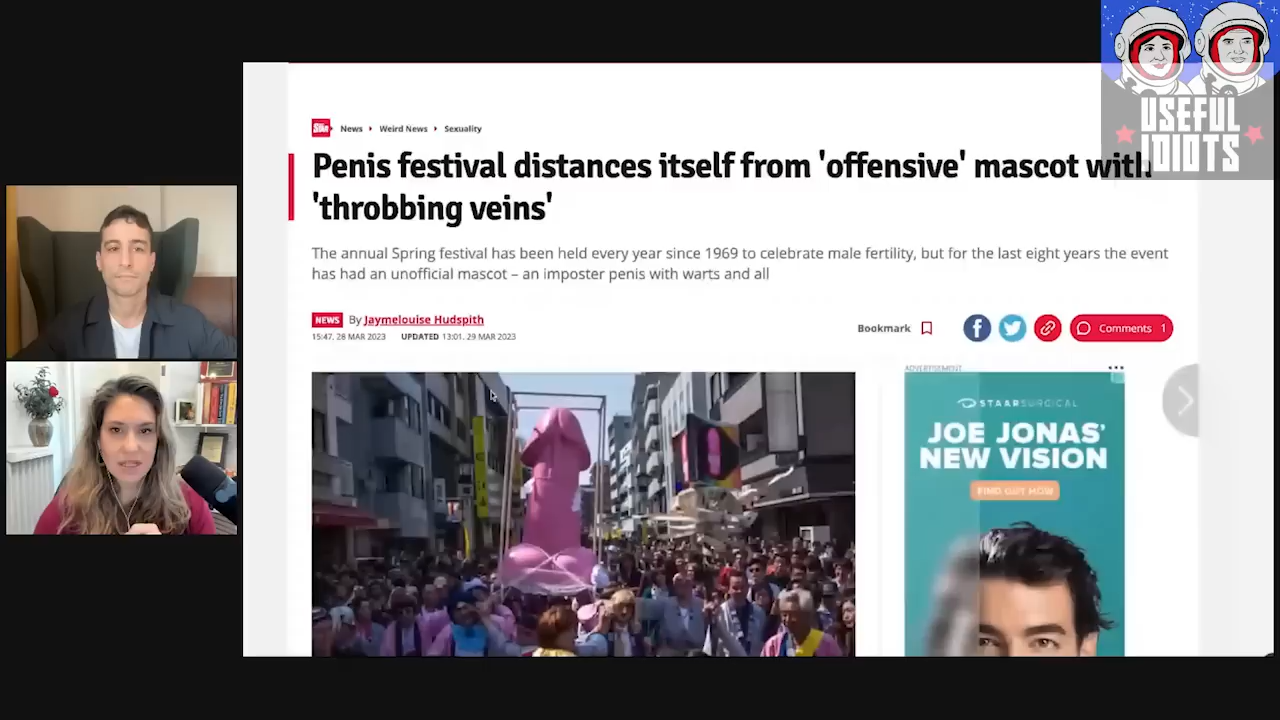 USEFUL
IDIOTS
Star
News
Weird News
Sexuality
Penis festival distances itself from 'offensive' mascot with
'throbbing veins'
The annual Spring festival has been held every year since 1969 to celebrate male fertility, but for the last eight years the event
has had an unofficial mascot – an imposter penis with warts and all
NEWS By Jaymelouise Hudspith
15:47, 28 MAR 2023 UPDATED 13:01, 29 MAR 2023
Bookmark
Comments 1
ADVERTISEMENT
STAARSURGICAL
JOE JONAS'
NEW VISION
FIND OUT NOW